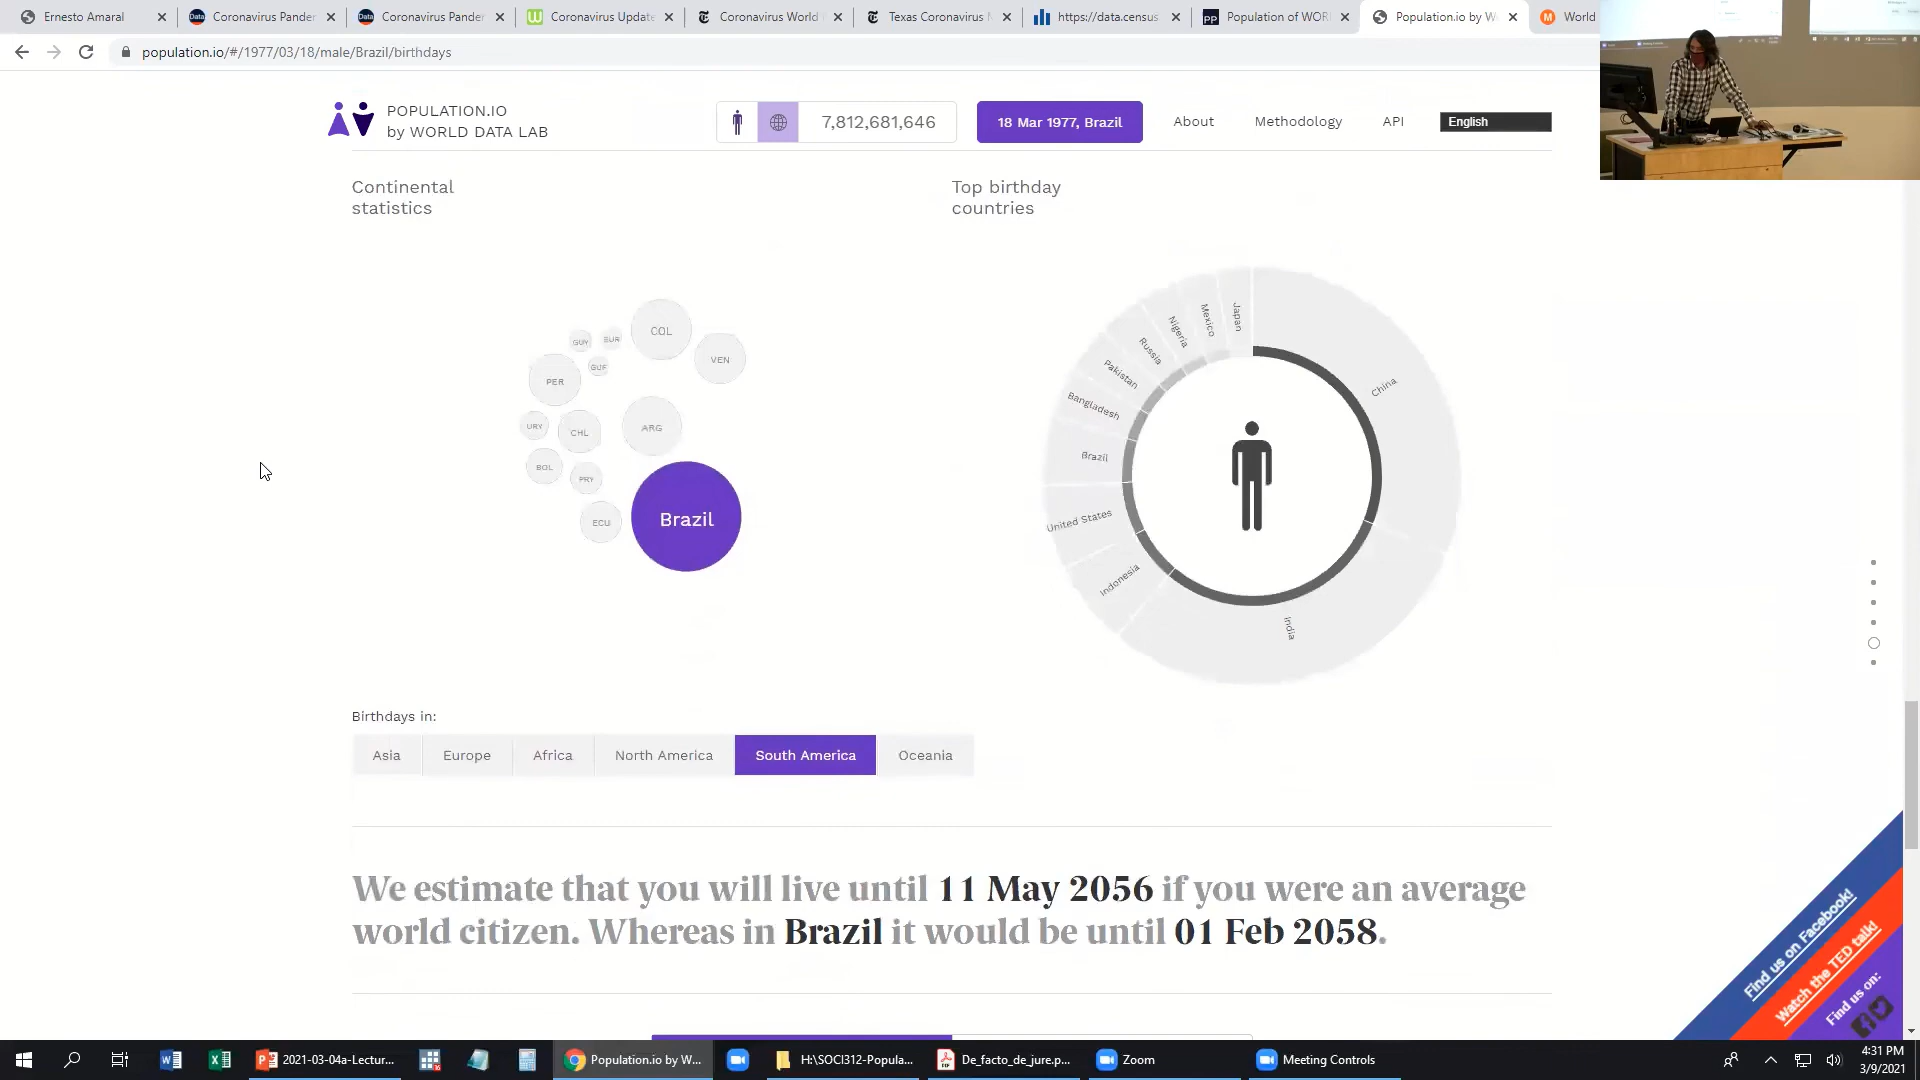 Ernesto Amaral
Coronavirus Pander
Coronavirus Pander
Coronavirus Update
Coronavirus World
Texas Coronavirus
https://data.census
Population of WOR
Population.io by W
World
population.io/#/1977/03/18/male/Brazil/birthdays
POPULATION.IO
by WORLD DATA LAB
7,812,681,646
18 Mar 1977, Brazil
About
Methodology
API
English
Continental
statistics
Top birthday
countries
COL
GUY
EUR
VEN
GUF
PER
URY
CHL
ARG
BOL
PRY
ECU
Brazil
Japan
Mexico
Nigeria
Russia
Pakistan
Bangladesh
Brazil
United States
Indonesia
India
China
Birthdays in:
Asia
Europe
Africa
North America
South America
Oceania
We estimate that you will live until 11 May 2056 if you were an average
world citizen. Whereas in Brazil it would be until 01 Feb 2058.
Find us on Facebook!
Watch the TED talk!
Find us on:
2021-03-04a-Lectur...
Population.io by W...
H:\SOCI312-Popula...
De_facto_de_jure.p...
Zoom
Meeting Controls
4:31 PM
3/9/2021